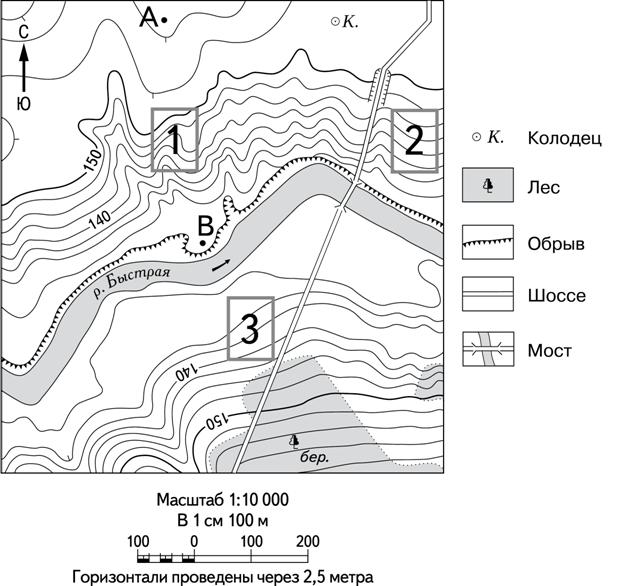 A
К.
С
Ю
1
2
150
140
B
р. Быстрая
3
140
150
бер.
К. Колодец
Лес
Обрыв
Шоссе
Мост
Масштаб 1:10 000
В 1 см 100 м
100 0 100 200
Горизонтали проведены через 2,5 метра